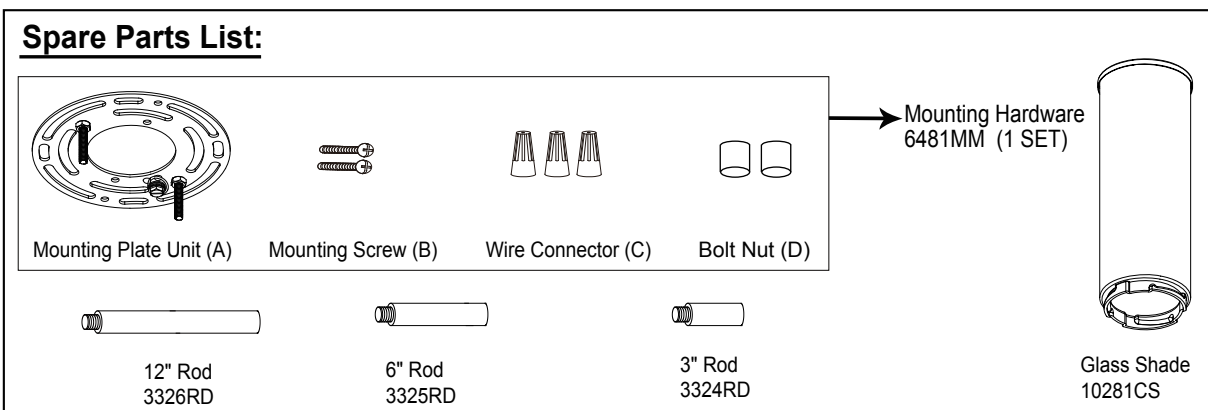 Spare Parts List:
Mounting Hardware
6481MM (1 SET)
Mounting Plate Unit (A)
Mounting Screw (B)
Wire Connector (C)
Bolt Nut (D)
12" Rod
3326RD
6" Rod
3325RD
3" Rod
3324RD
Glass Shade
10281CS